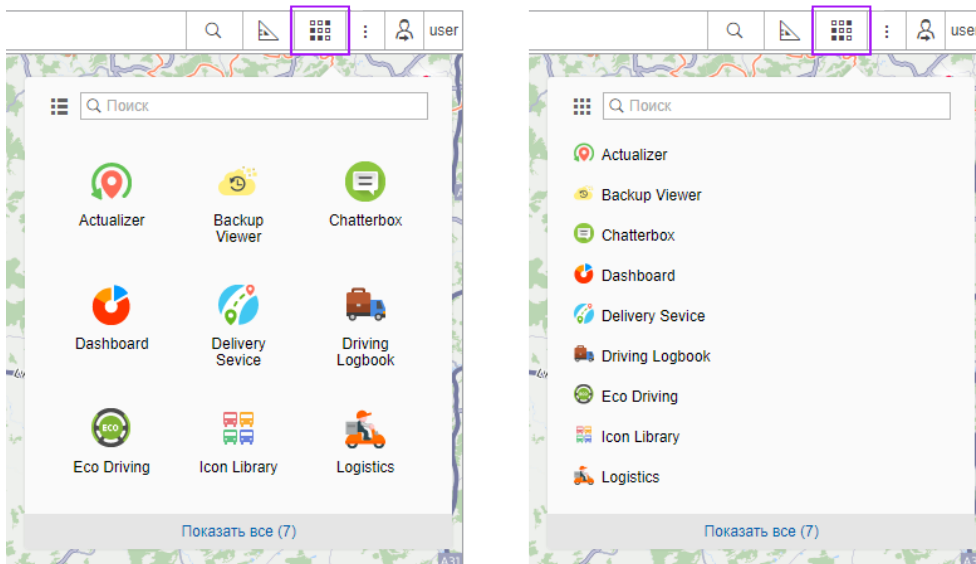 user
Поиск
Actualizer
Backup
Viewer
Chatterbox
Dashboard
Delivery
Sevice
Driving
Logbook
ECO
Eco Driving
Icon Library
Logistics
Показать все (7)
A31
user
Поиск
Actualizer
Backup Viewer
Chatterbox
Dashboard
Delivery Sevice
Driving Logbook
Eco Driving
Icon Library
Logistics
Показать все (7)